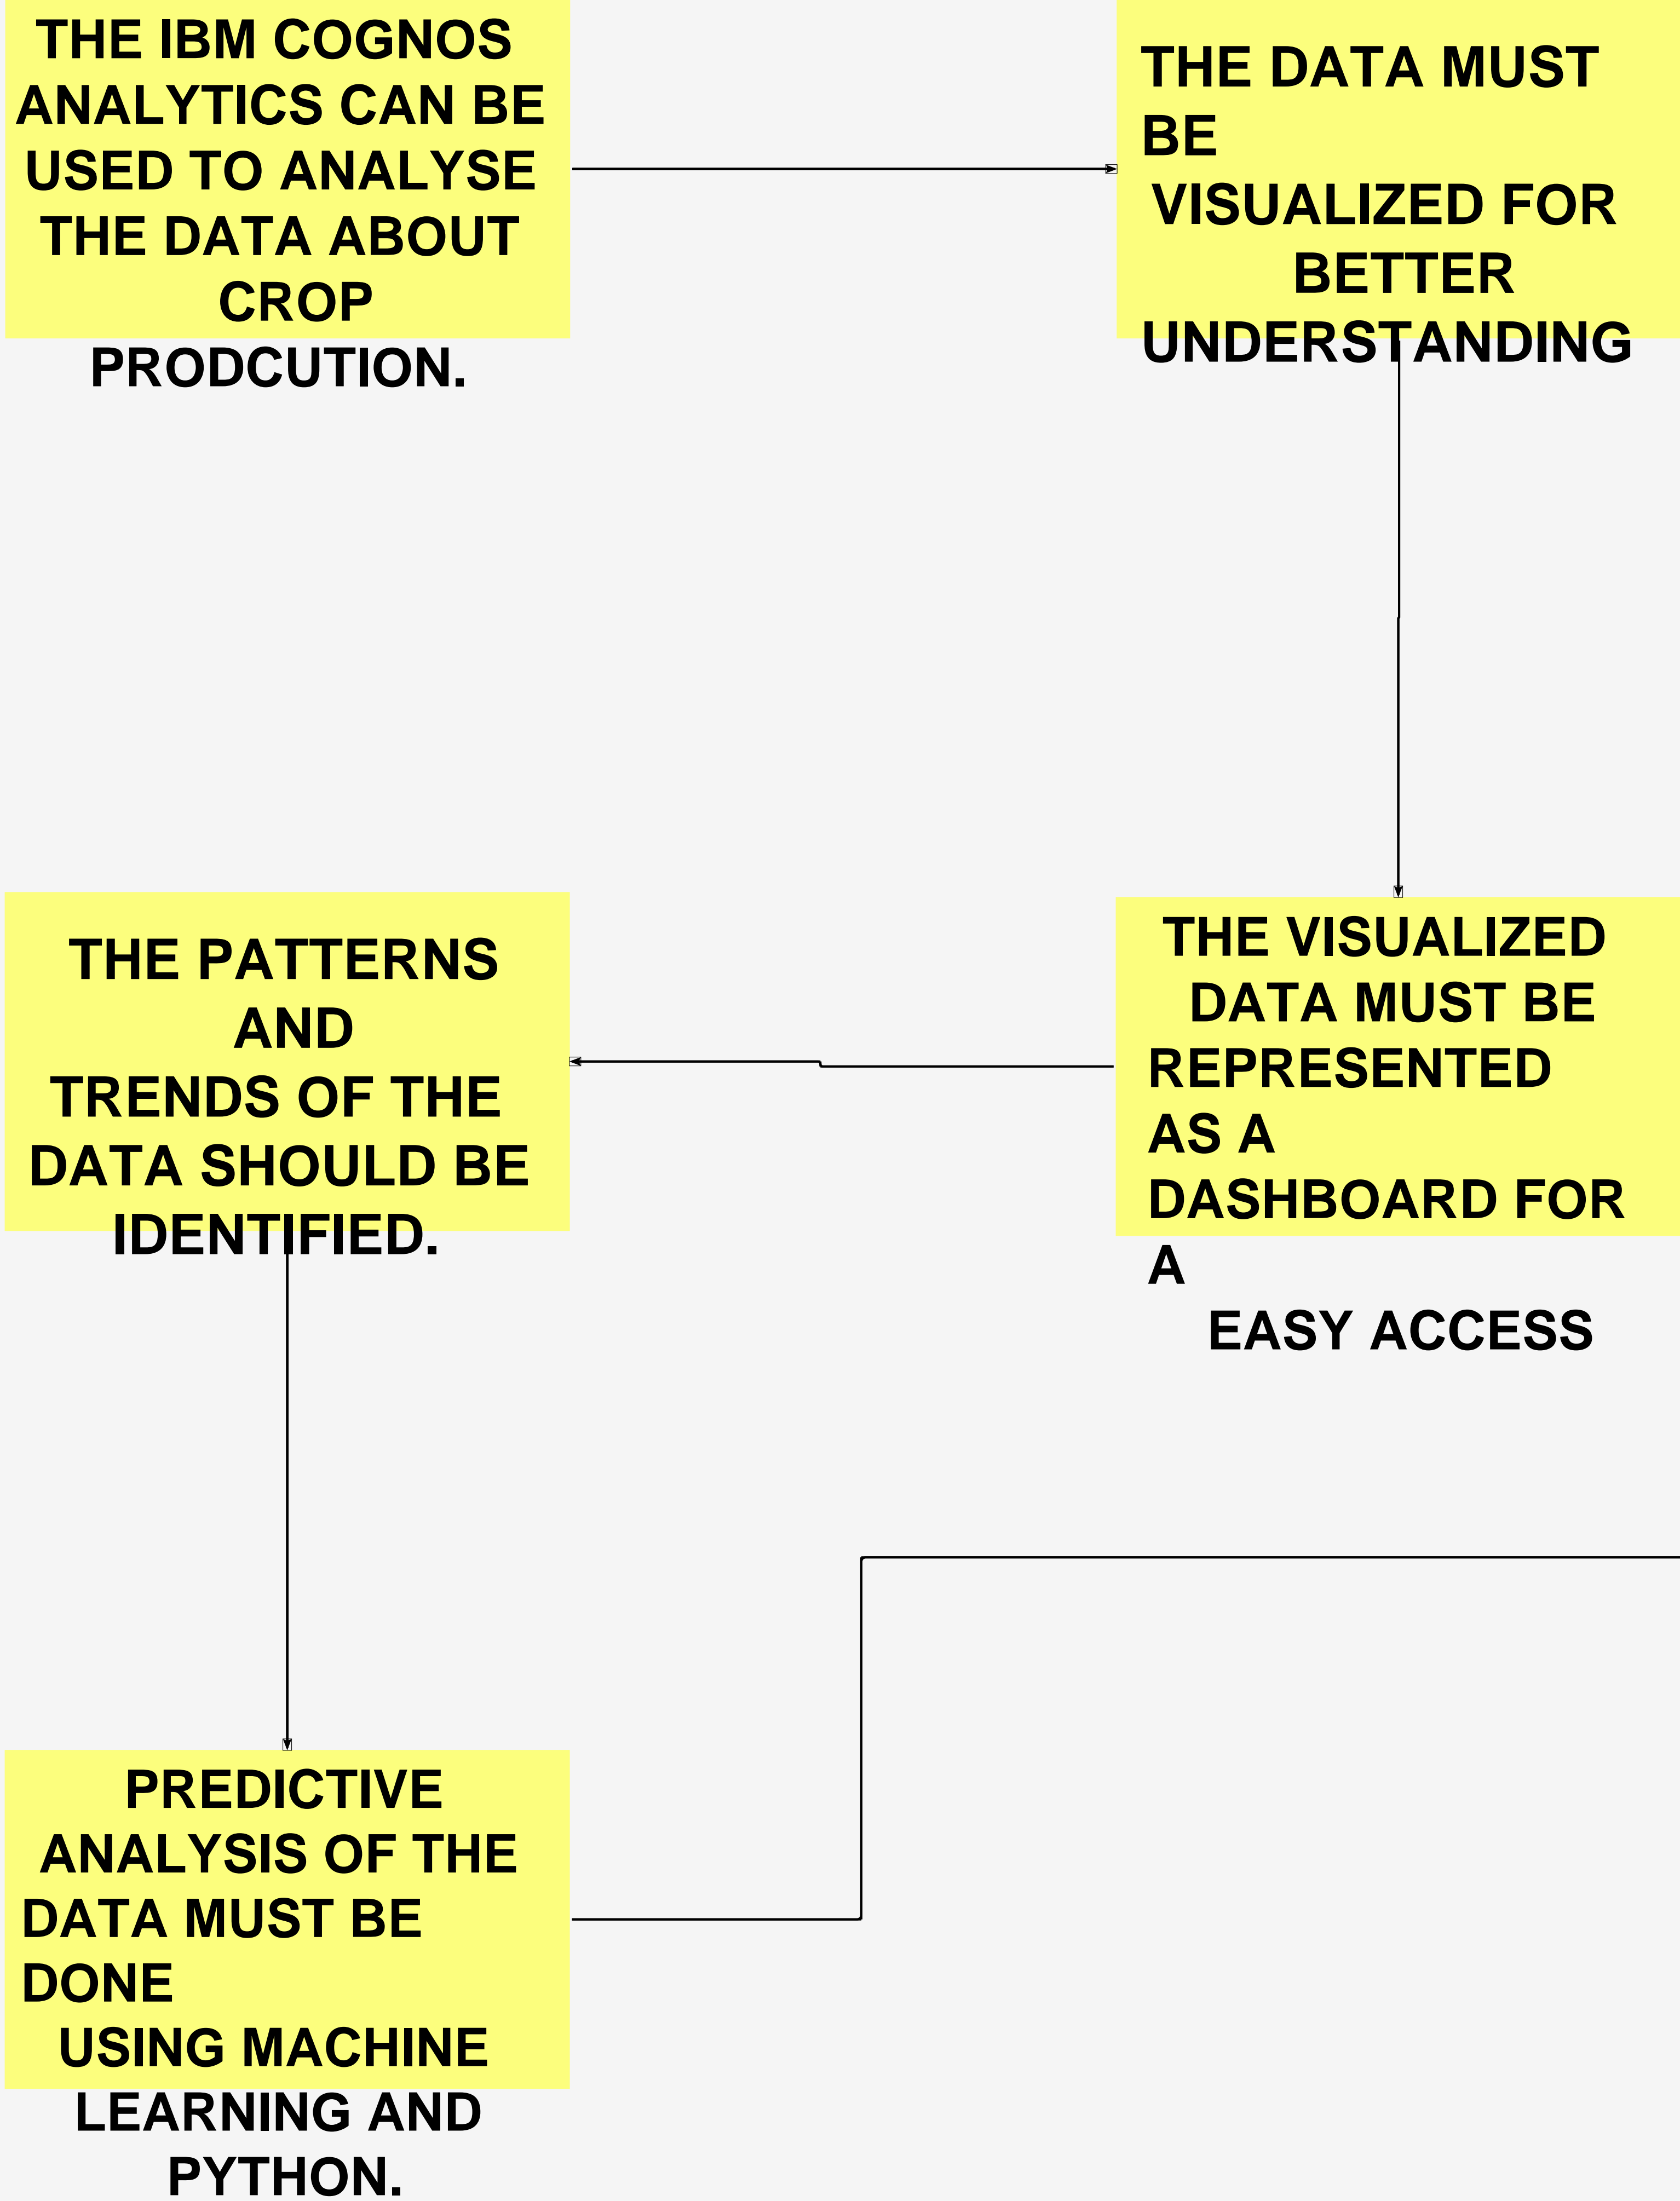 THE IBM COGNOS
ANALYTICS CAN BE
USED TO ANALYSE
THE DATA ABOUT
CROP
PRODCUTION.
THE DATA MUST
BE
VISUALIZED FOR
BETTER
UNDERSTANDING
THE VISUALIZED
DATA MUST BE
REPRESENTED
AS A
DASHBOARD FOR
A
EASY ACCESS
THE PATTERNS
AND
TRENDS OF THE
DATA SHOULD BE
IDENTIFIED.
PREDICTIVE
ANALYSIS OF THE
DATA MUST BE
DONE
USING MACHINE
LEARNING AND
PYTHON.